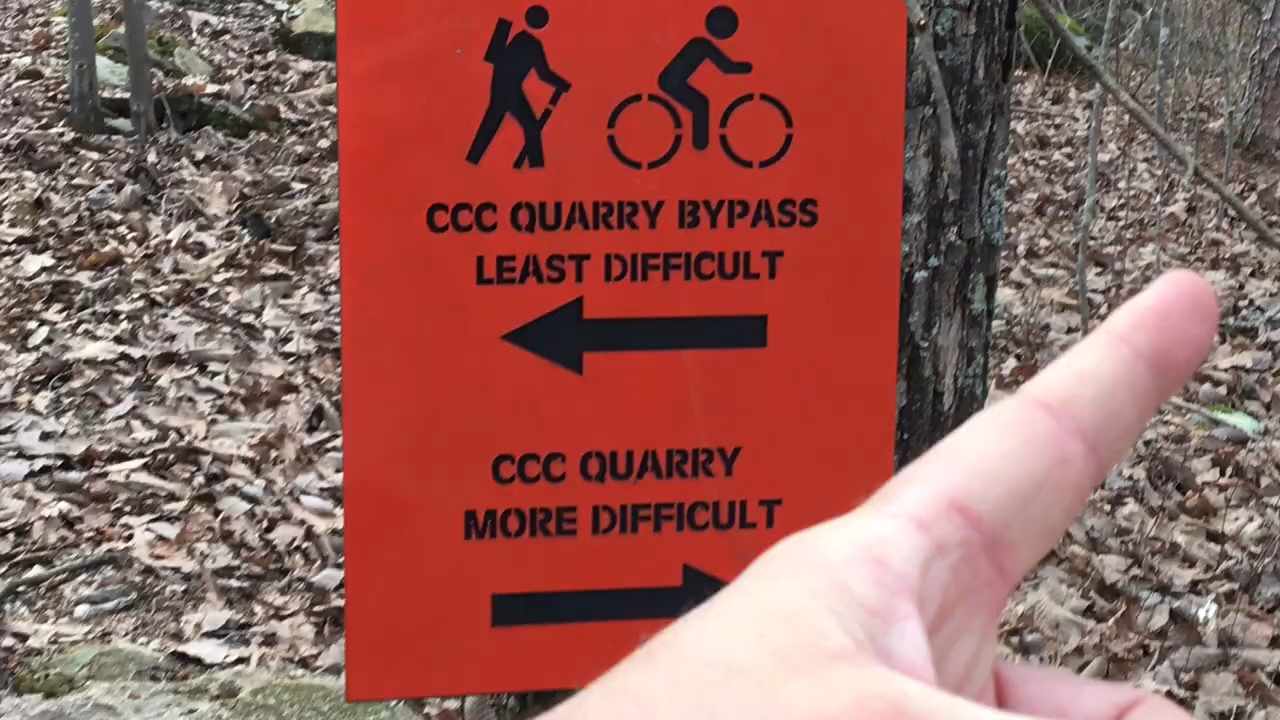 CCC QUARRY BYPASS
LEAST DIFFICULT
CCC QUARRY
MORE DIFFICULT